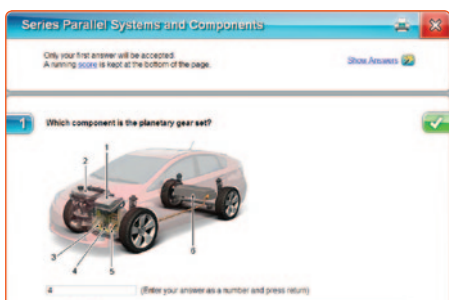 Series Parallel Systems and Components
Only your first answer will be accepted.
A running score is kept at the bottom of the page.
Show Answers
1
Which component is the planetary gear set?
1
2
3
4
5
6
4
(Enter your answer as a number and press return)